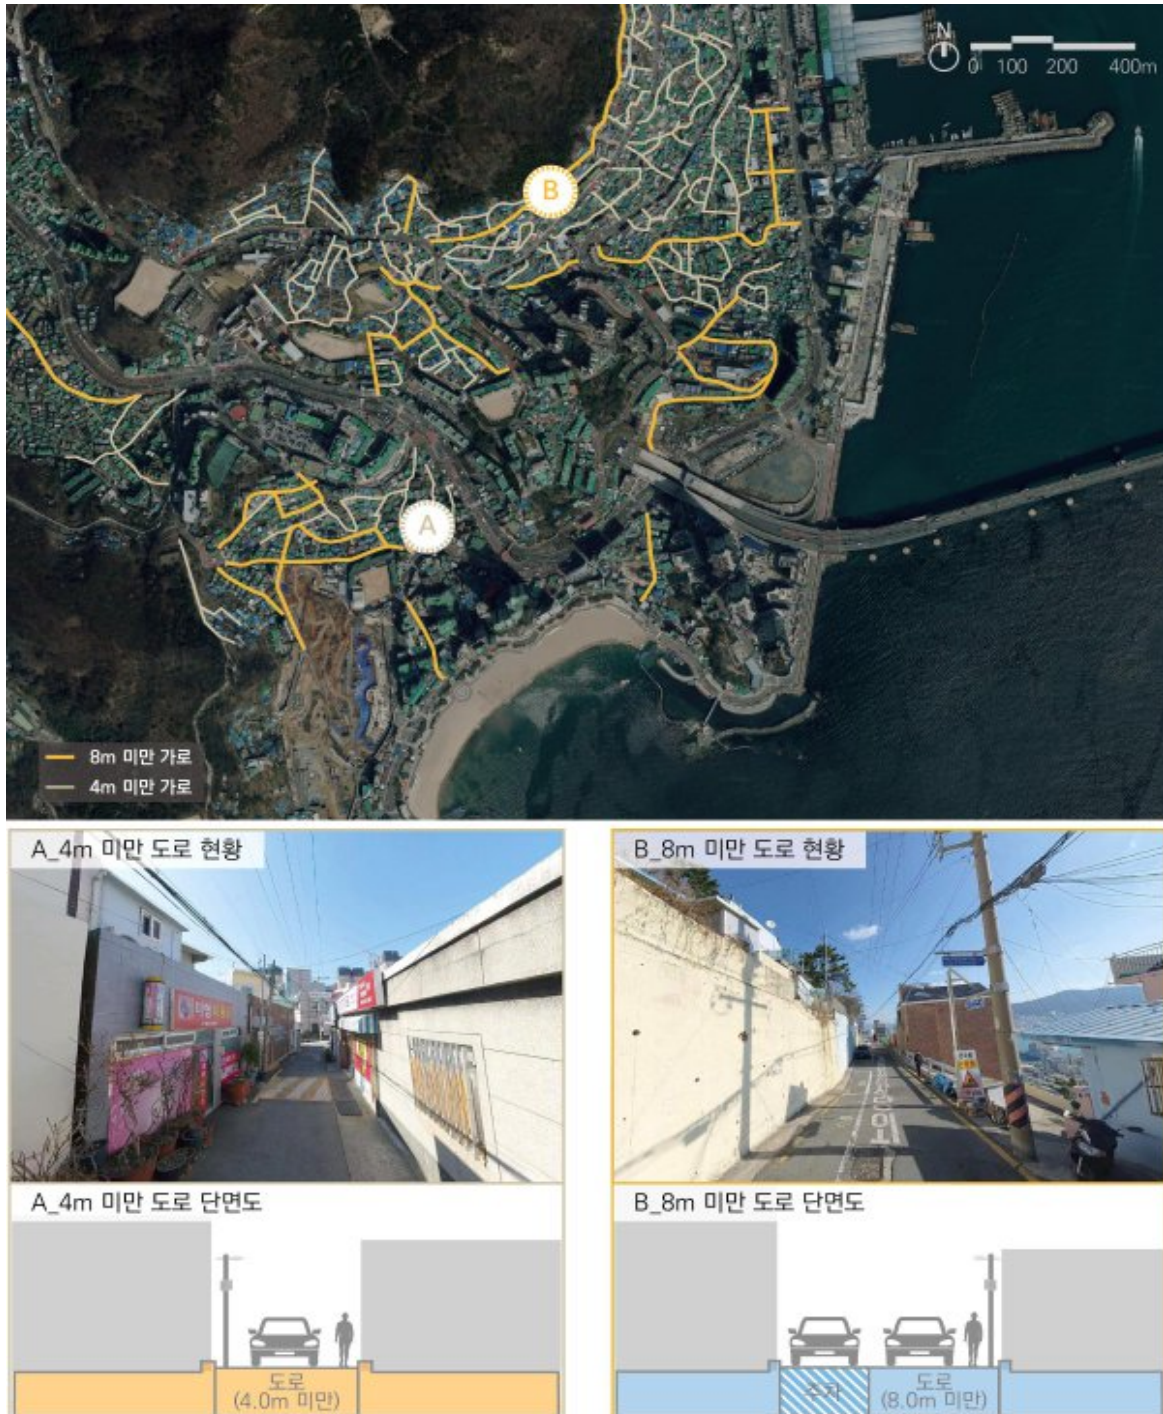 N
0 100 200 400m
B
A
8m 미만 가로
4m 미만 가로
A_4m 미만 도로 현황
B_8m 미만 도로 현황
A_4m 미만 도로 단면도
B_8m 미만 도로 단면도
도로
(4.0m 미만)
주차
도로
(8.0m 미만)